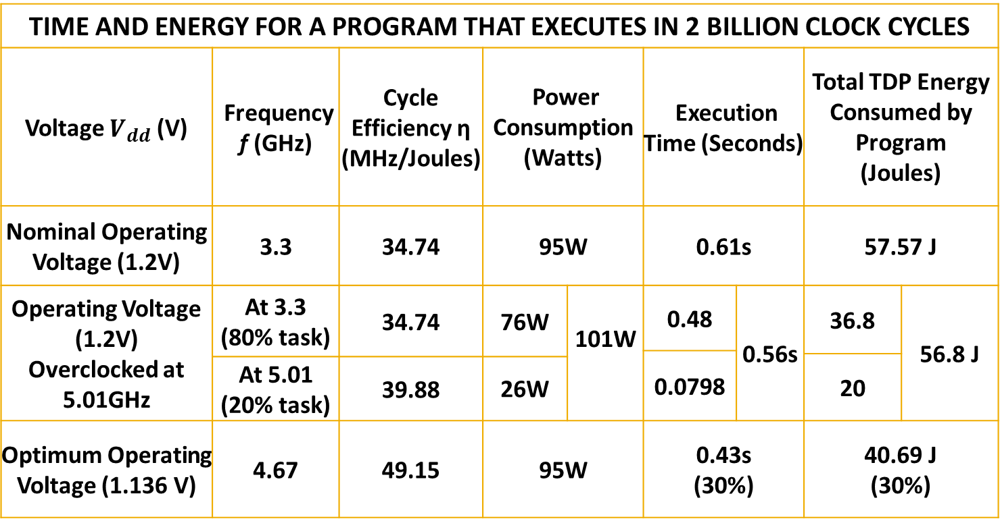 TIME AND ENERGY FOR A PROGRAM THAT EXECUTES IN 2 BILLION CLOCK CYCLES
Voltage V_dd (V)
Frequency
f (GHz)
Cycle
Efficiency η
(MHz/Joules)
Power
Consumption
(Watts)
Execution
Time (Seconds)
Total TDP Energy
Consumed by
Program
(Joules)
Nominal Operating
Voltage (1.2V)
3.3
34.74
95W
0.61s
57.57 J
Operating Voltage
(1.2V)
Overclocked at
5.01GHz
At 3.3
(80% task)
34.74
76W
101W
0.48
0.56s
36.8
56.8 J
At 5.01
(20% task)
39.88
26W
0.0798
20
Optimum Operating
Voltage (1.136 V)
4.67
49.15
95W
0.43s
(30%)
40.69 J
(30%)